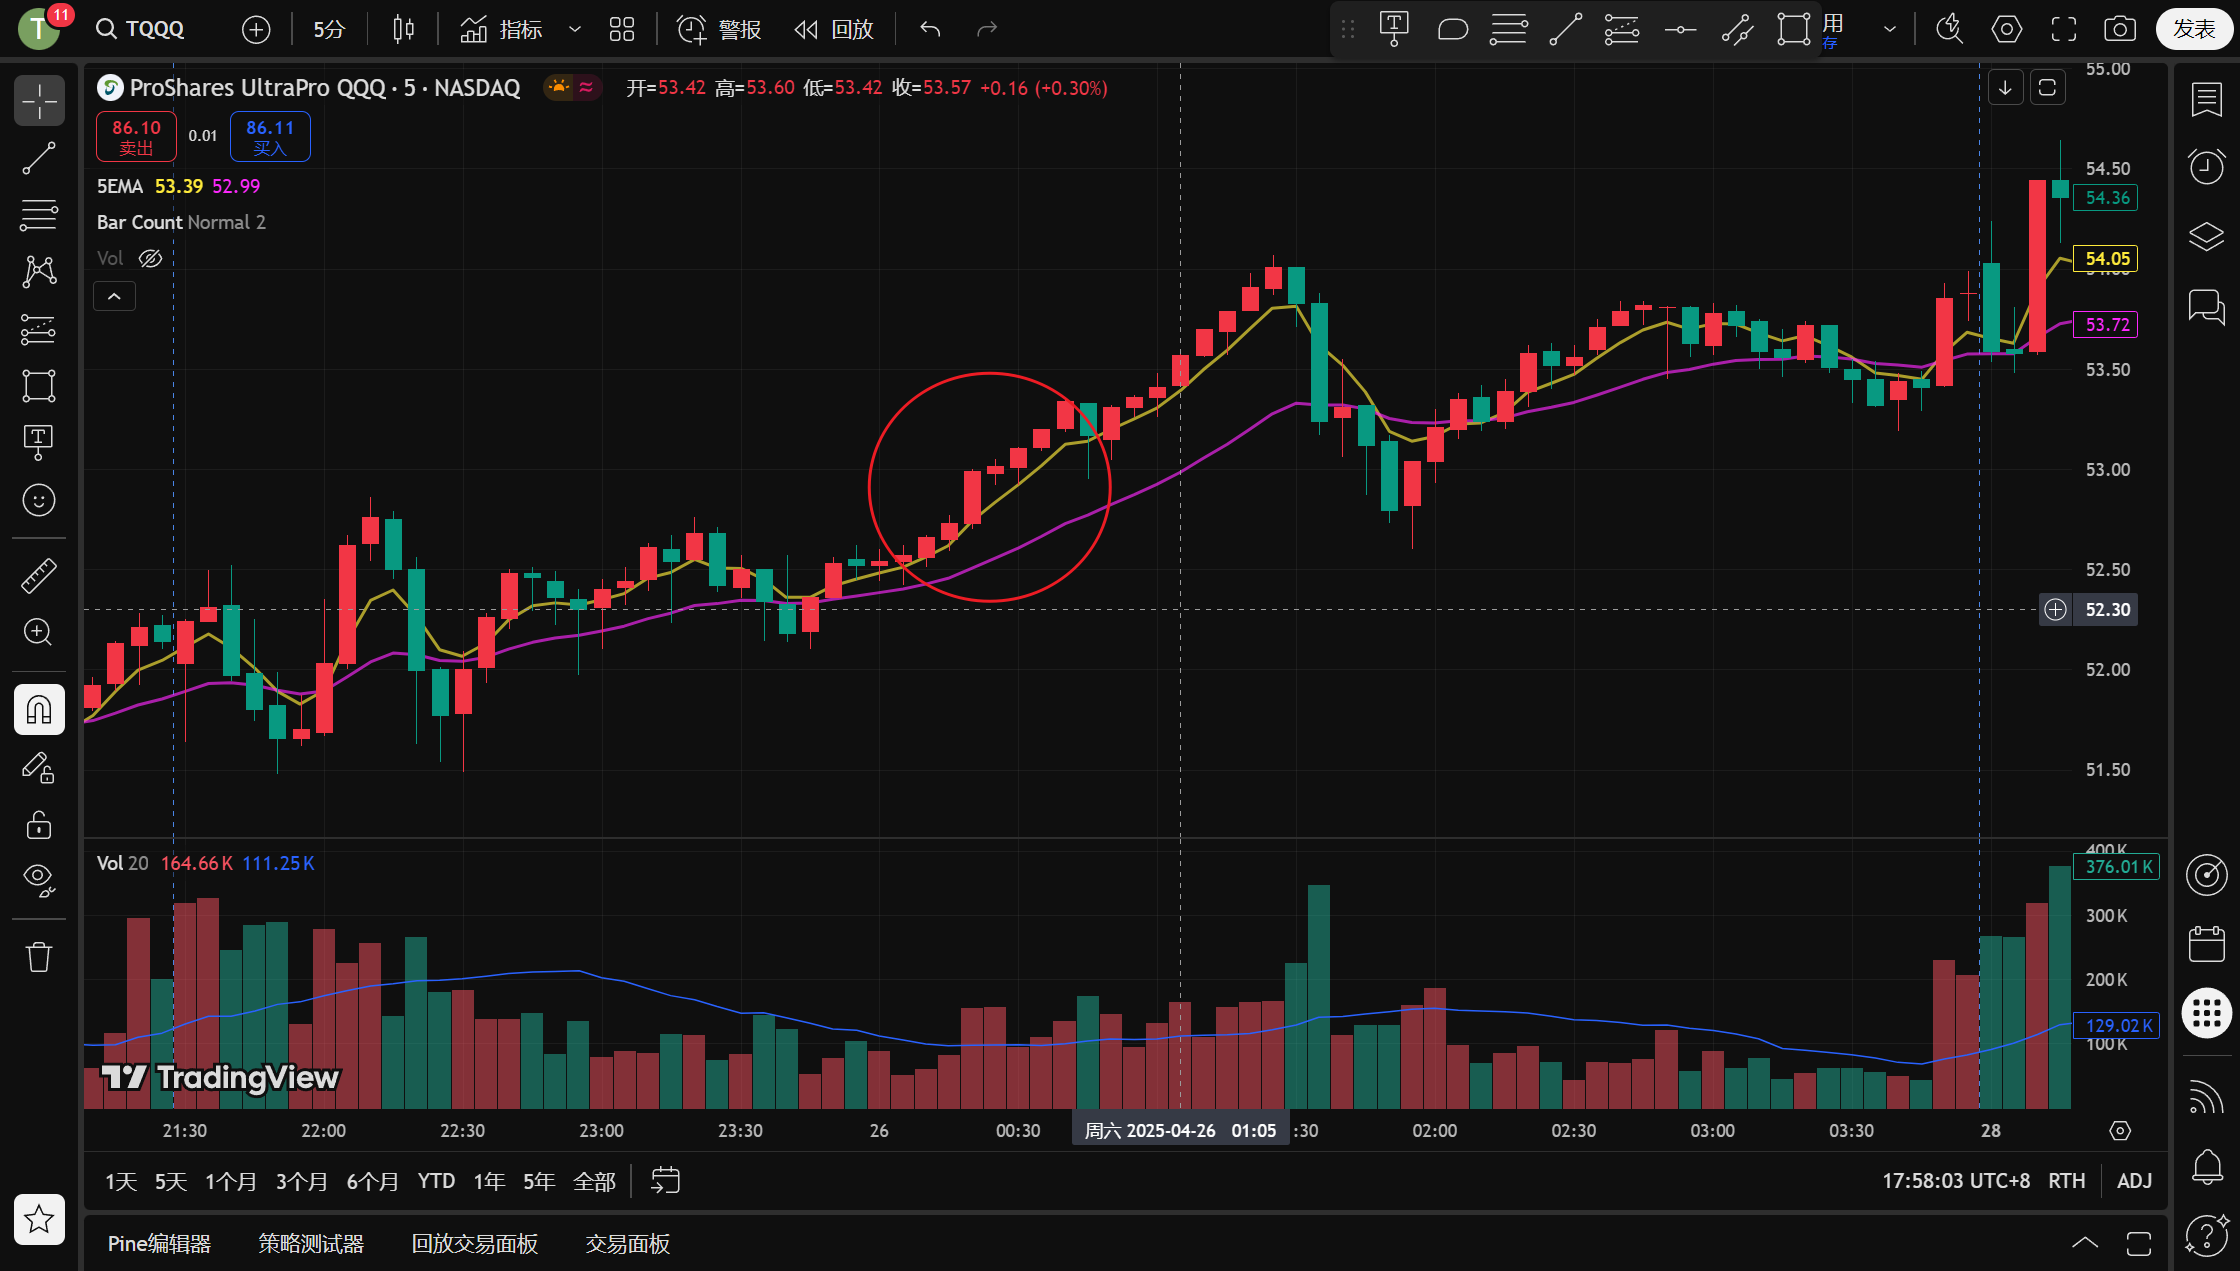 T 11 TQQQ 5分 指标 警报 回放 用 存 发表
ProShares UltraPro QQQ · 5 · NASDAQ 开=53.42 高=53.60 低=53.42 收=53.57 +0.16 (+0.30%)
86.10 卖出 0.01 86.11 买入
5EMA 53.39 52.99
Bar Count Normal 2
Vol
55.00
54.50
54.36
54.05
53.72
53.50
53.00
52.50
52.30
52.00
51.50
Vol 20 164.66 K 111.25 K
400 K
376.01 K
300 K
200 K
129.02 K
100 K
TradingView
21:30 22:00 22:30 23:00 23:30 26 00:30 周六 2025-04-26 01:05 :30 02:00 02:30 03:00 03:30 28
1天 5天 1个月 3个月 6个月 YTD 1年 5年 全部 17:58:03 UTC+8 RTH ADJ
Pine编辑器 策略测试器 回放交易面板 交易面板